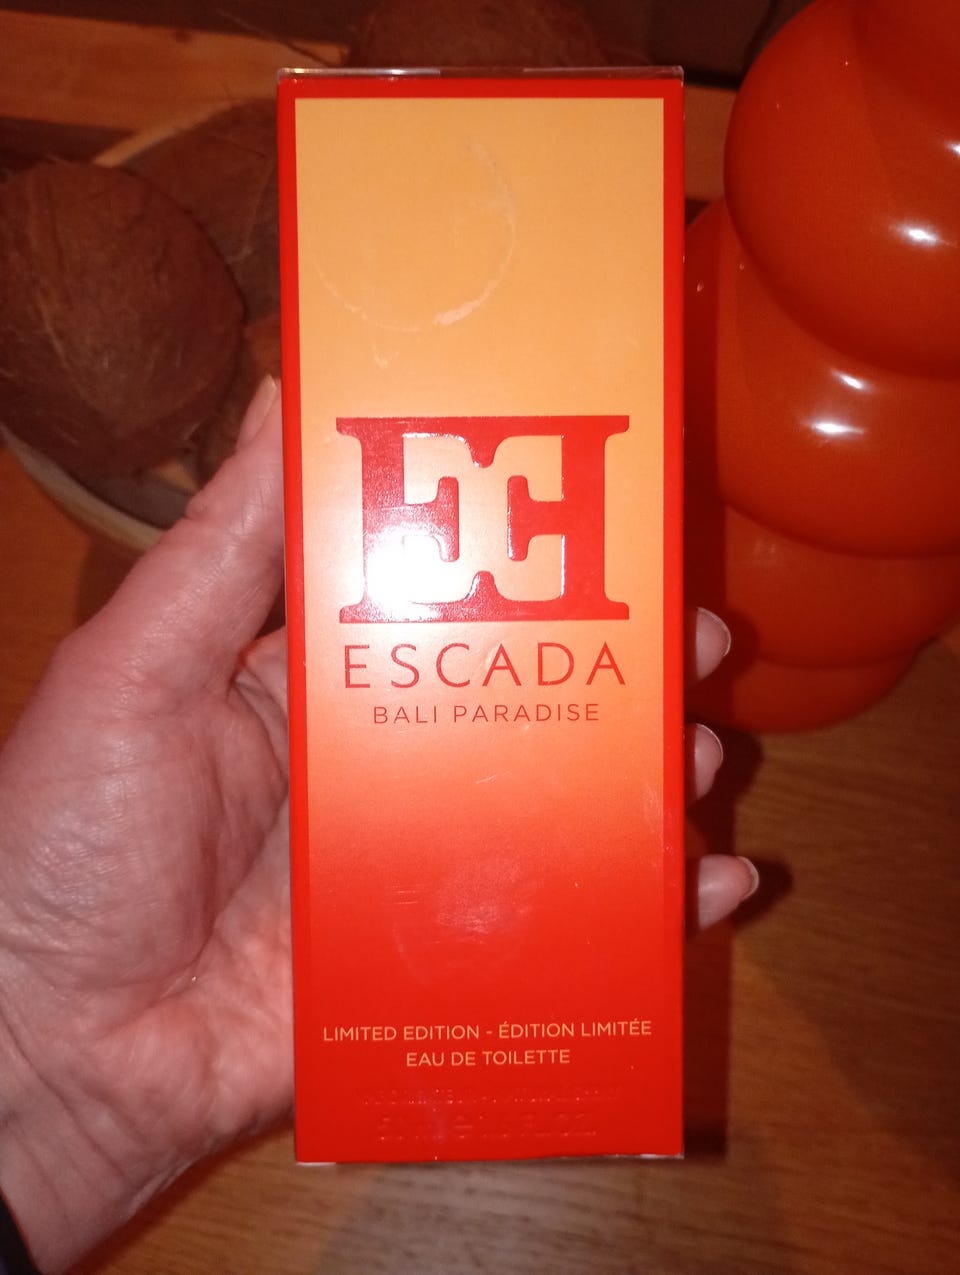 ESCADA
BALI PARADISE
LIMITED EDITION - ÉDITION LIMITÉE
EAU DE TOILETTE